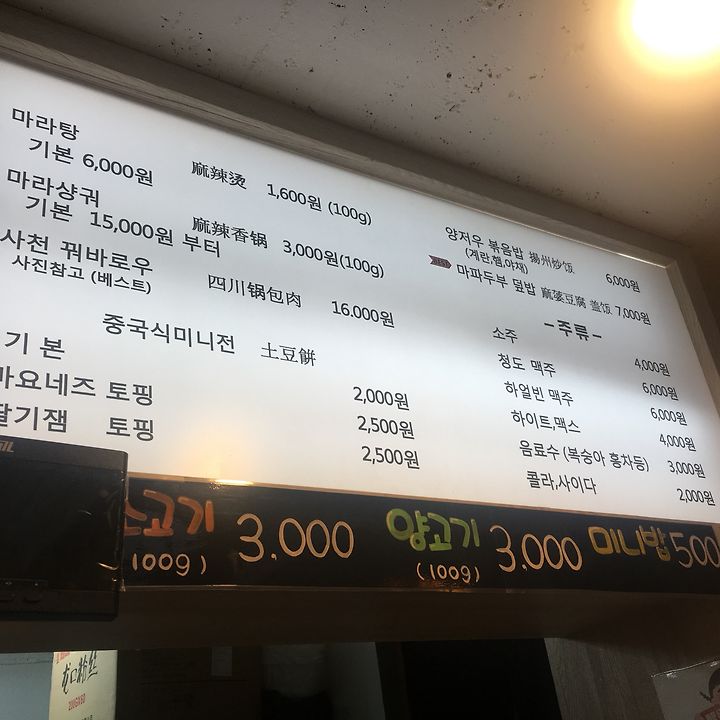 마라탕
기본 6,000원 麻辣烫 1,600원 (100g)
마라샹궈
기본 15,000원 부터 麻辣香锅 3,000원(100g)
사천 꿔바로우
사진참고 (베스트) 四川锅包肉 16.000원
중국식미니전 土豆餠
기 본 2,000원
마요네즈 토핑 2,500원
딸기잼 토핑 2,500원
양저우 볶음밥 揚州炒饭 6,000원
(계란,햄,야채)
마파두부 덮밥 麻婆豆腐 盖饭 7,000원
-주류-
소주 4,000원
청도 맥주 6,000원
하얼빈 맥주 6,000원
하이트,맥스 4,000원
음료수 (복숭아 홍차등) 3,000원
콜라,사이다 2,000원
소고기 3,000
(100g)
양고기 3,000
(100g)
미니밥 500
龙口粉丝